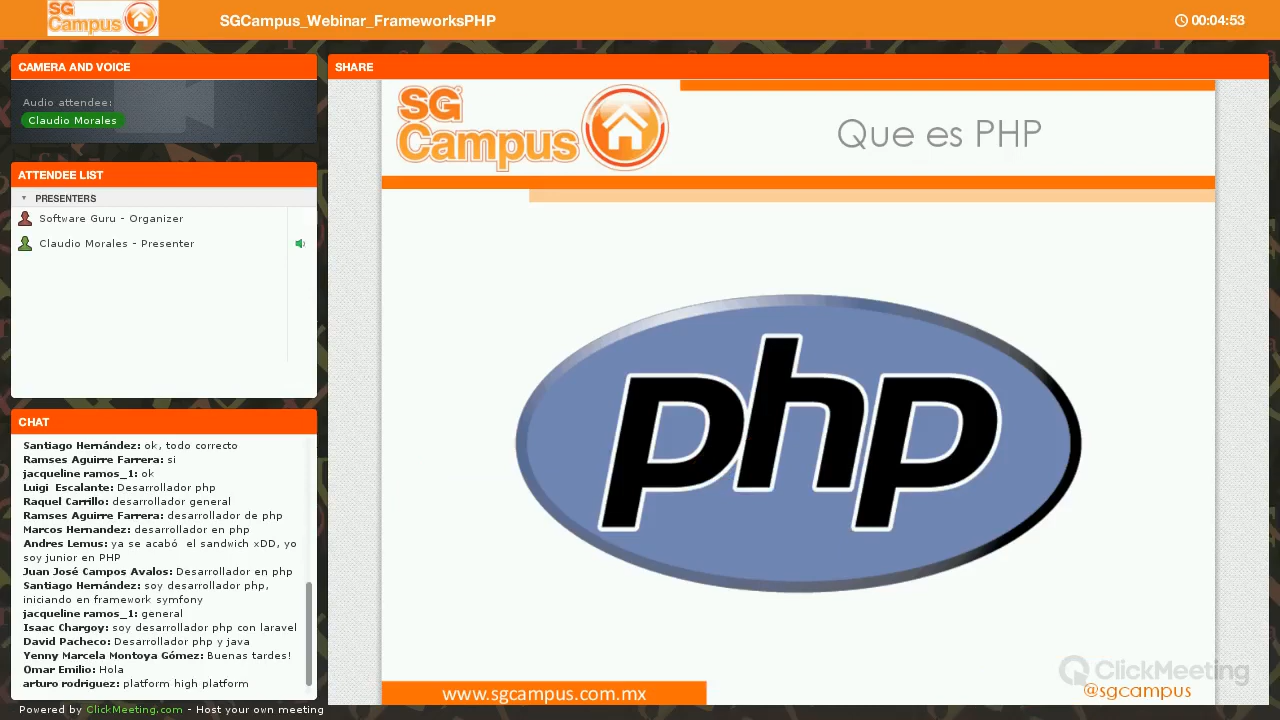 SG
Campus
SGCampus_Webinar_FrameworksPHP
00:04:53
CAMERA AND VOICE
Audio attendee:
Claudio Morales
ATTENDEE LIST
PRESENTERS
Software Guru - Organizer
Claudio Morales - Presenter
CHAT
Santiago Hernández: ok, todo correcto
Ramses Aguirre Farrera: si
jacqueline ramos_1: ok
Luigi Escalante: Desarrollador php
Raquel Carrillo: desarrollador general
Ramses Aguirre Farrera: desarrollador de php
Marcos Hernandez: desarrollador en php
Andres Lemus: ya se acabó el sandwich xDD, yo
soy junior en PHP
Juan José Campos Avalos: Desarrollador en php
Santiago Hernández: soy desarrollador php,
iniciando en framework symfony
jacqueline ramos_1: general
Isaac Chargoy: soy desarrollador php con laravel
David Pacheco: Desarrollador php y java
Yenny Marcela Montoya Gómez: Buenas tardes!
Omar Emilio: Hola
arturo rodriguez: platform high platform
Powered by ClickMeeting.com - Host your own meeting
SHARE
SG
Campus
Que es PHP
php
www.sgcampus.com.mx
ClickMeeting
@sgcampus